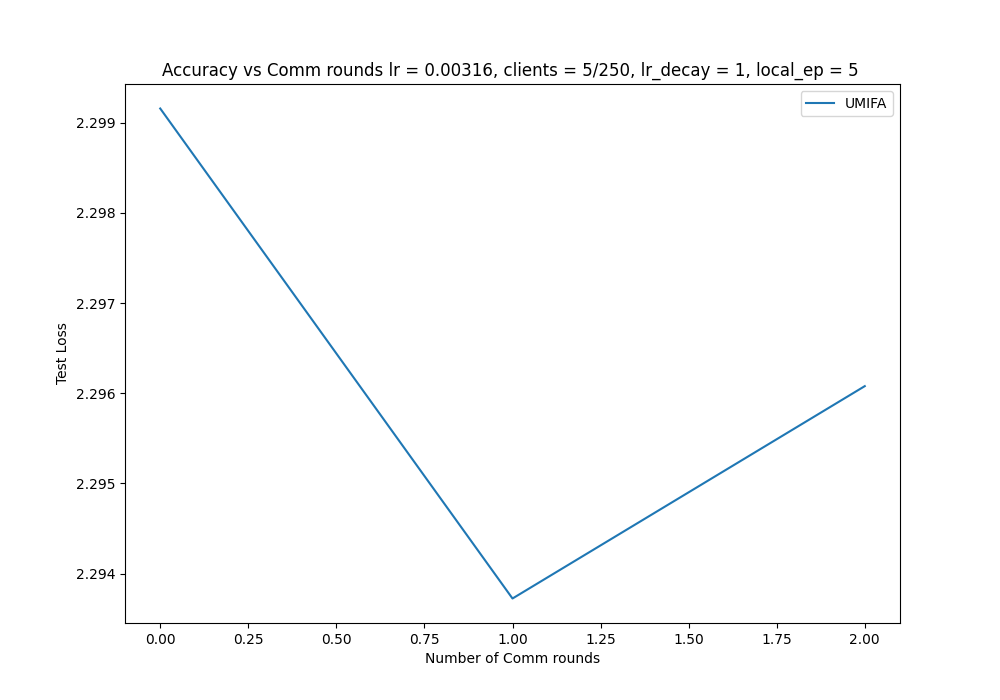 Accuracy vs Comm rounds lr = 0.00316, clients = 5/250, lr_decay = 1, local_ep = 5
UMIFA
2.299
2.298
2.297
2.296
2.295
2.294
Test Loss
0.00 0.25 0.50 0.75 1.00 1.25 1.50 1.75 2.00
Number of Comm rounds